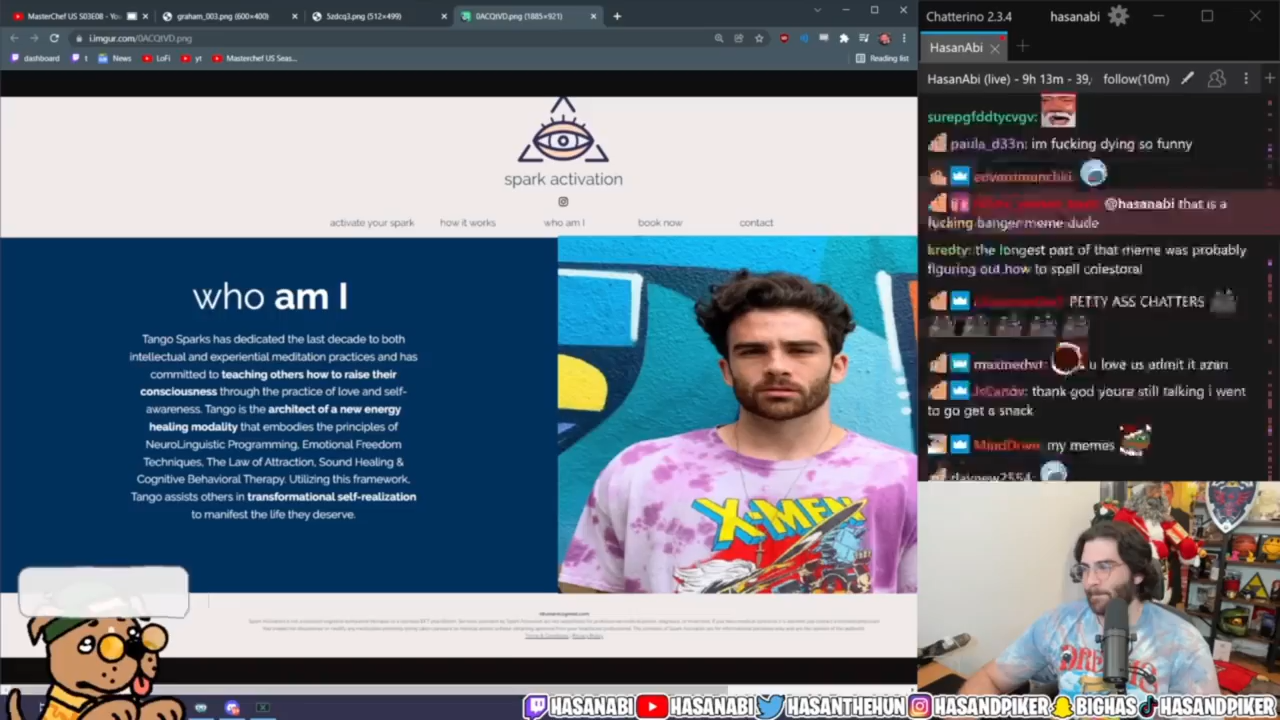 MasterChef US S03E08 - You
graham_003.png (600×400)
5zdcq3.png (512×499)
0ACQIVD.png (1885×921)
i.imgur.com/0ACQIVD.png
dashboard
t
News
LoFi
yt
Masterchef US Seas...
Reading list
spark activation
activate your spark
how it works
who am I
book now
contact
who am I
Tango Sparks has dedicated the last decade to both
intellectual and experiential meditation practices and has
committed to teaching others how to raise their
consciousness through the practice of love and self-
awareness. Tango is the architect of a new energy
healing modality that embodies the principles of
NeuroLinguistic Programming, Emotional Freedom
Techniques, The Law of Attraction, Sound Healing &
Cognitive Behavioral Therapy. Utilizing this framework,
Tango assists others in transformational self-realization
to manifest the life they deserve.
X-MEN
Terms & Conditions | Privacy Policy
Chatterino 2.3.4
hasanabi
HasanAbi
HasanAbi (live) - 9h 13m - 39,
follow(10m)
surepgfddtycvgv:
paula_d33n: im fucking dying so funny
@hasanabi that is a
fucking banger meme dude
the longest part of that meme was probably
figuring out how to spell colestoral
PETTY ASS CHATTERS
u love us admit it azan
thank god youre still talking i went
to go get a snack
my memes
HASANABI
HASANABI
HASANTHEHUN
HASANDPIKER
BIGHAS
HASANDPIKER